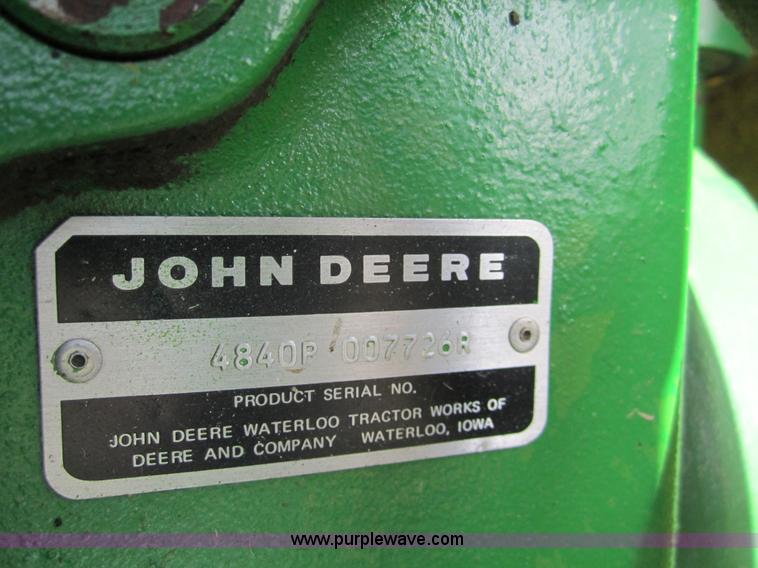 JOHN DEERE
4840P 007726R
PRODUCT SERIAL NO.
JOHN DEERE WATERLOO TRACTOR WORKS OF
DEERE AND COMPANY WATERLOO, IOWA
www.purplewave.com